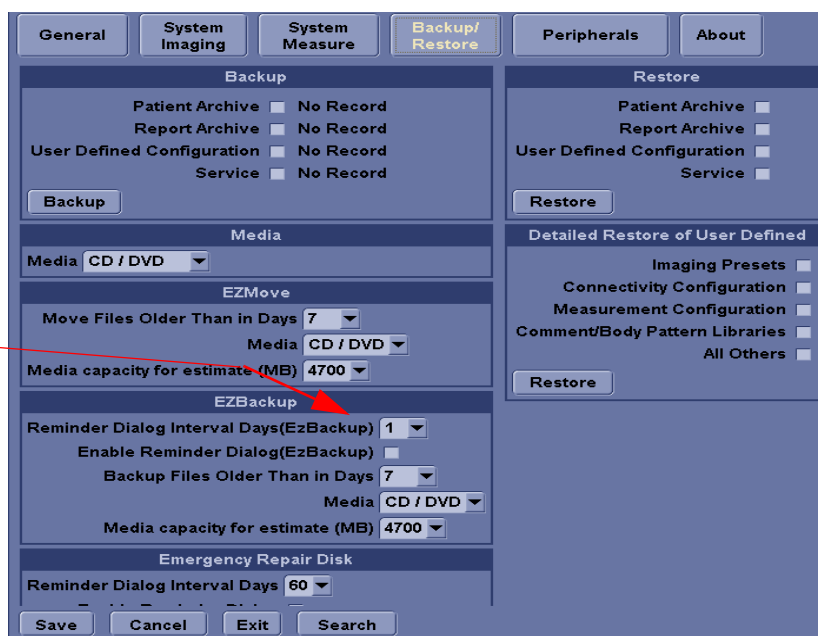 General
System
Imaging
System
Measure
Backup/
Restore
Peripherals
About
Backup
Patient Archive No Record
Report Archive No Record
User Defined Configuration No Record
Service No Record
Backup
Media
Media CD / DVD
EZMove
Move Files Older Than in Days 7
Media CD / DVD
Media capacity for estimate (MB) 4700
EZBackup
Reminder Dialog Interval Days(EzBackup) 1
Enable Reminder Dialog(EzBackup)
Backup Files Older Than in Days 7
Media CD / DVD
Media capacity for estimate (MB) 4700
Emergency Repair Disk
Reminder Dialog Interval Days 60
Restore
Patient Archive
Report Archive
User Defined Configuration
Service
Restore
Detailed Restore of User Defined
Imaging Presets
Connectivity Configuration
Measurement Configuration
Comment/Body Pattern Libraries
All Others
Restore
Save
Cancel
Exit
Search